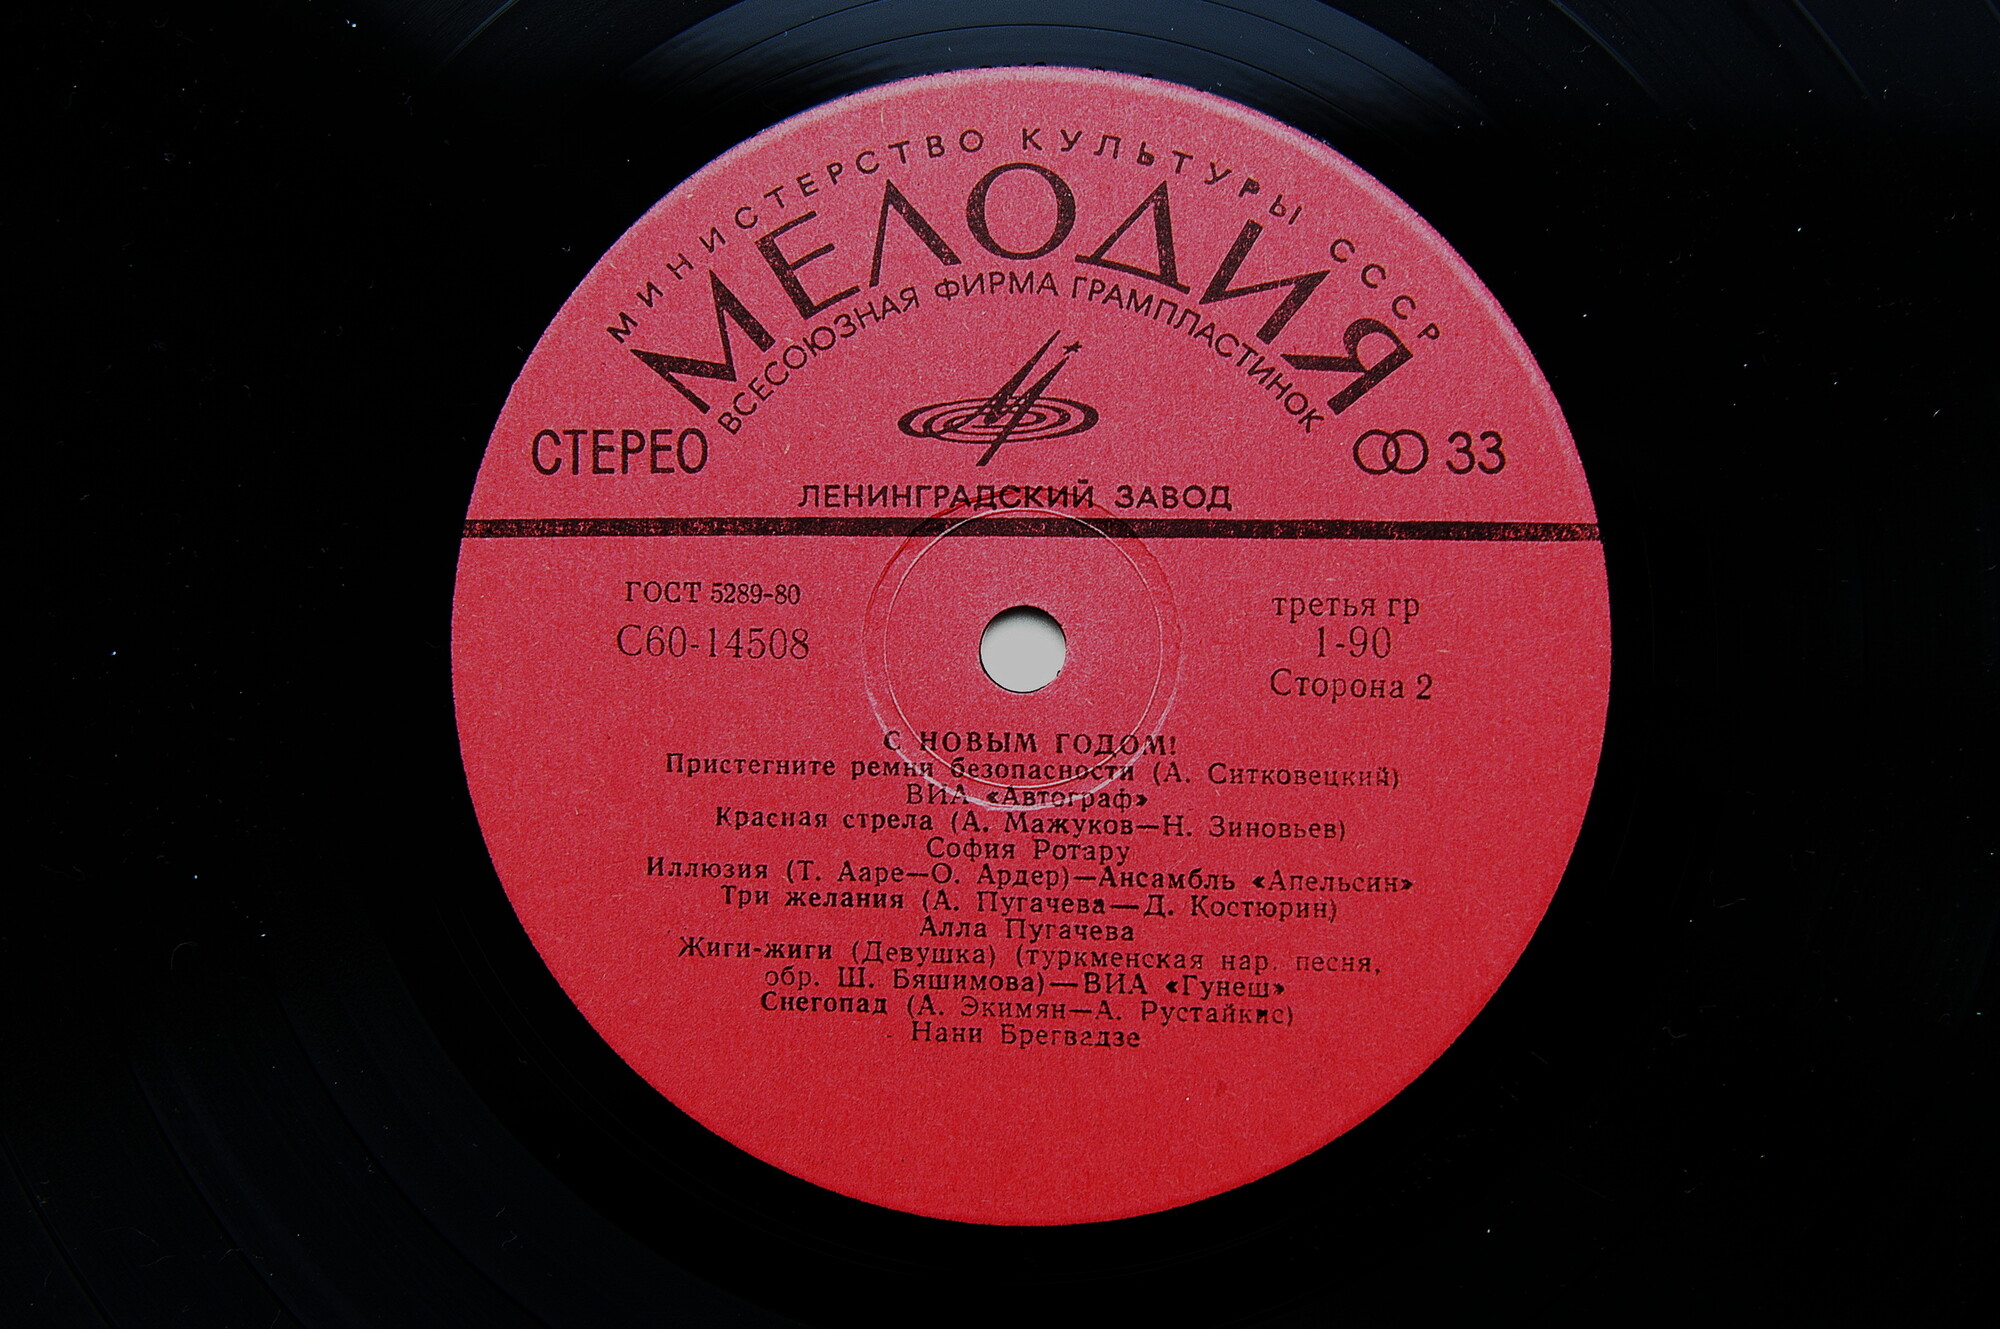 МИНИСТЕРСТВО КУЛЬТУРЫ СССР
МЕЛОДИЯ
ВСЕСОЮЗНАЯ ФИРМА ГРАМПЛАСТИНОК
СТЕРЕО
33
ЛЕНИНГРАДСКИЙ ЗАВОД
ГОСТ 5289-80
С60-14508
третья гр
1-90
Сторона 2
С НОВЫМ ГОДОМ!
Пристегните ремни безопасности (А. Ситковецкий)
ВИА «Автограф»
Красная стрела (А. Мажуков—Н. Зиновьев)
София Ротару
Иллюзия (Т. Ааре—О. Ардер)—Ансамбль «Апельсин»
Три желания (А. Пугачева—Д. Костюрин)
Алла Пугачева
Жиги-жиги (Девушка) (туркменская нар. песня,
обр. Ш. Бяшимова)—ВИА «Гунеш»
Снегопад (А. Экимян—А. Рустайкис)
Нани Брегвадзе